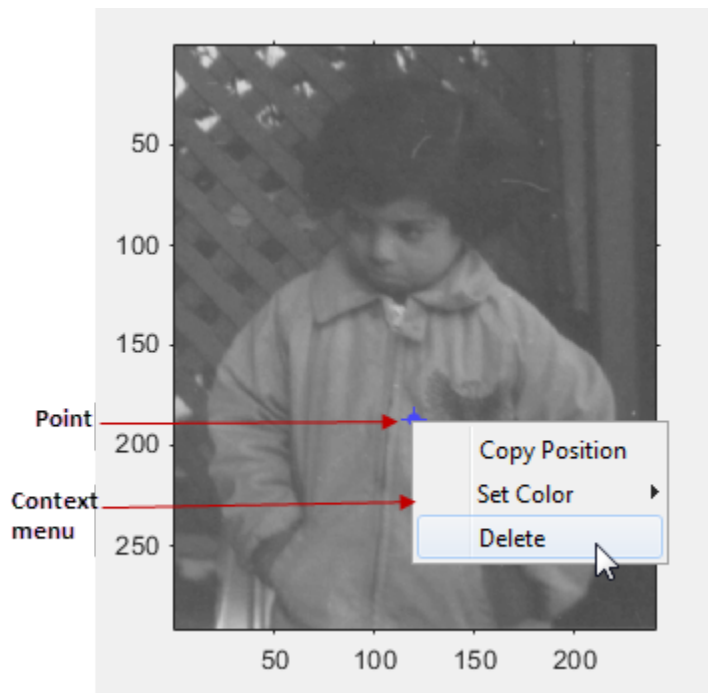 50
100
150
Point
200
Context
menu
250
Copy Position
Set Color
Delete
50 100 150 200